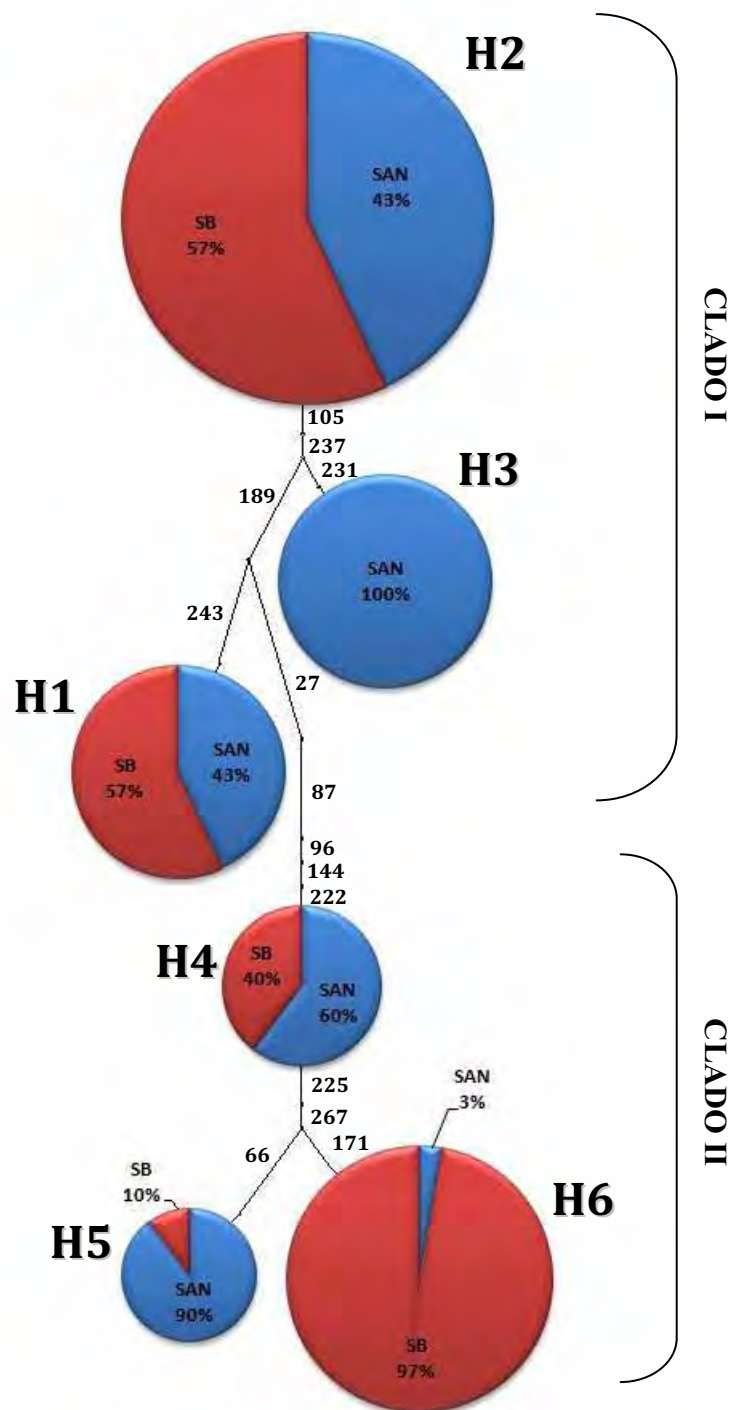 H2
SAN
43%
SB
57%
105
237
231
H3
189
SAN
100%
243
27
H1
SAN
43%
SB
57%
87
96
144
222
H4
SB
40%
SAN
60%
225
267
171
66
SAN
3%
SB
10%
H6
H5
SAN
90%
SB
97%
CLADO I
CLADO II